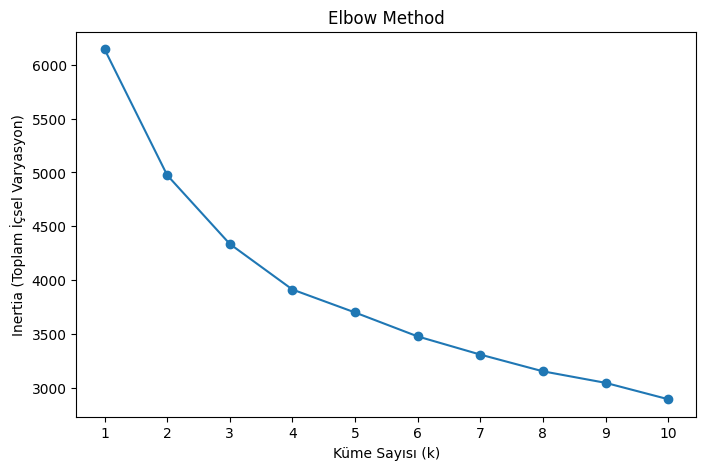 Elbow Method
6000
5500
5000
4500
4000
3500
3000
Inertia (Toplam İçsel Varyasyon)
1 2 3 4 5 6 7 8 9 10
Küme Sayısı (k)